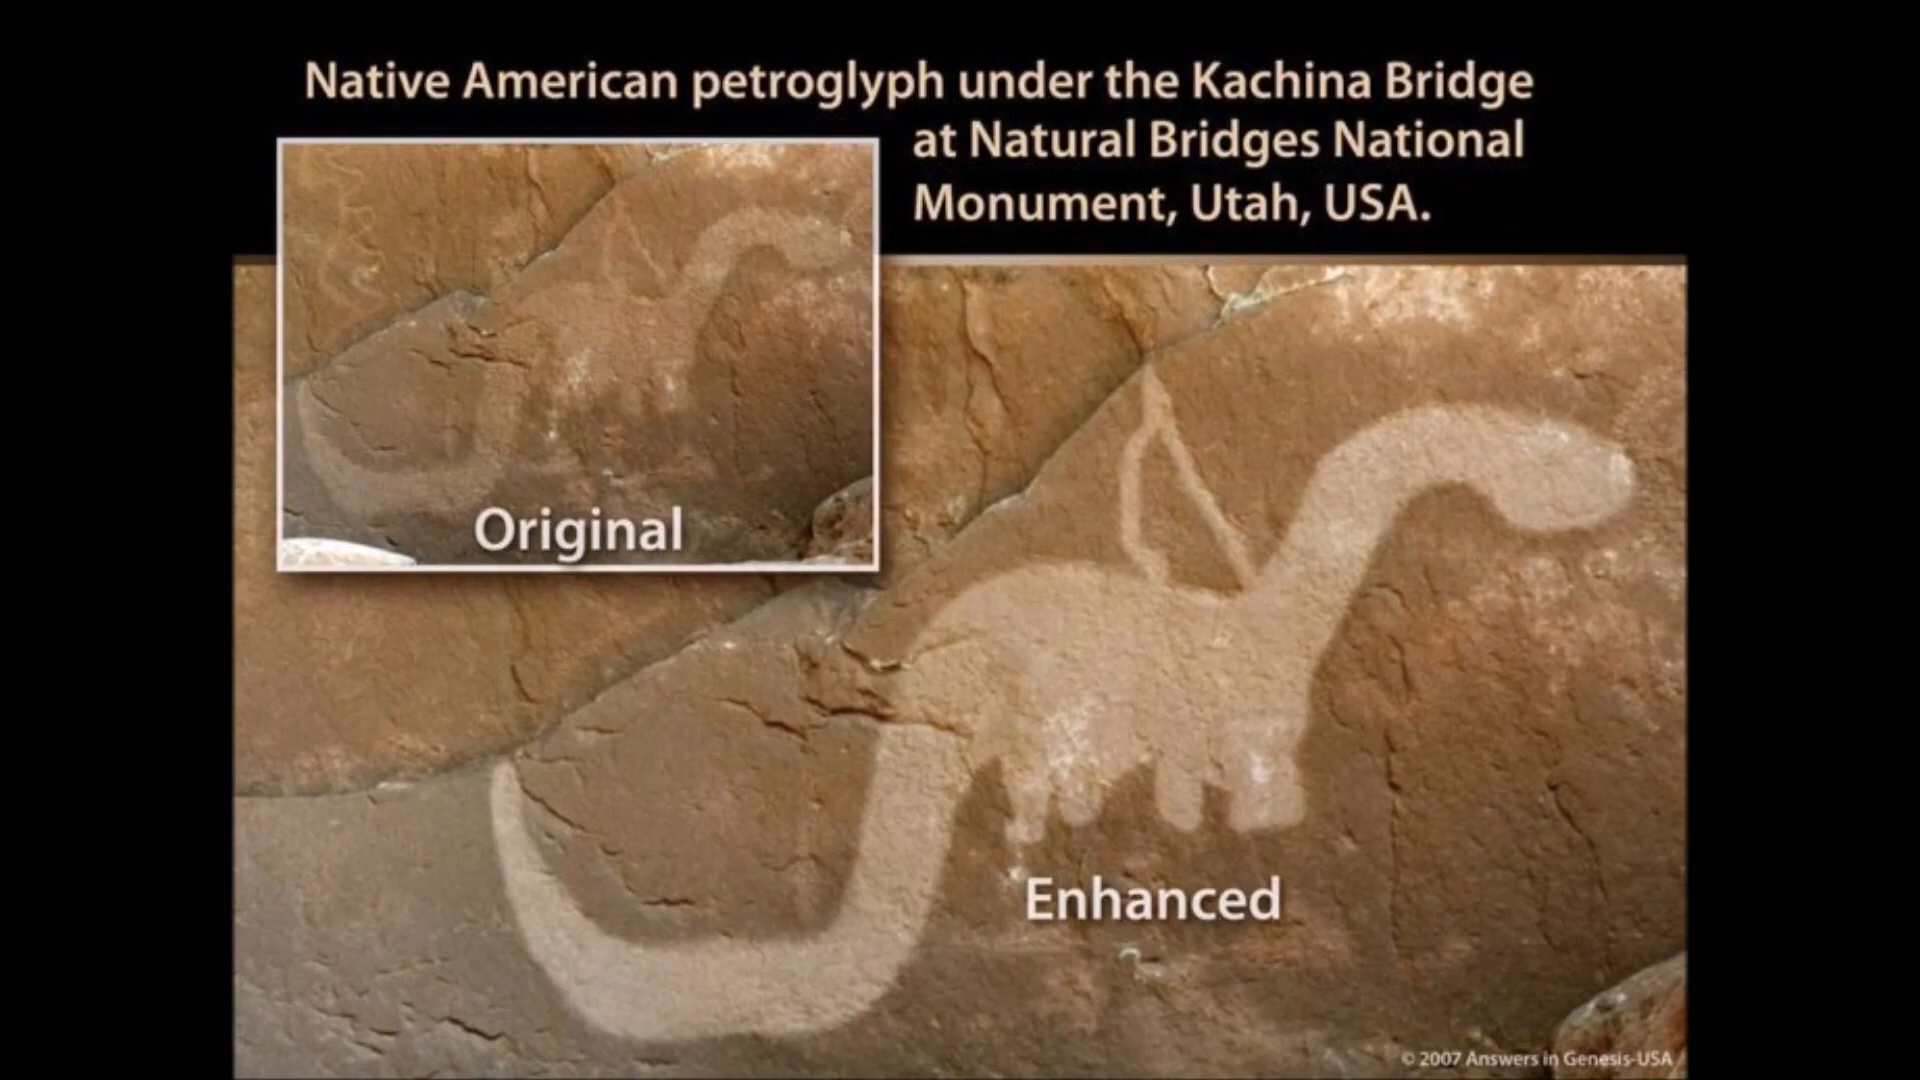 Native American petroglyph under the Kachina Bridge
at Natural Bridges National
Monument, Utah, USA.
Original
Enhanced
© 2007 Answers in Genesis-USA